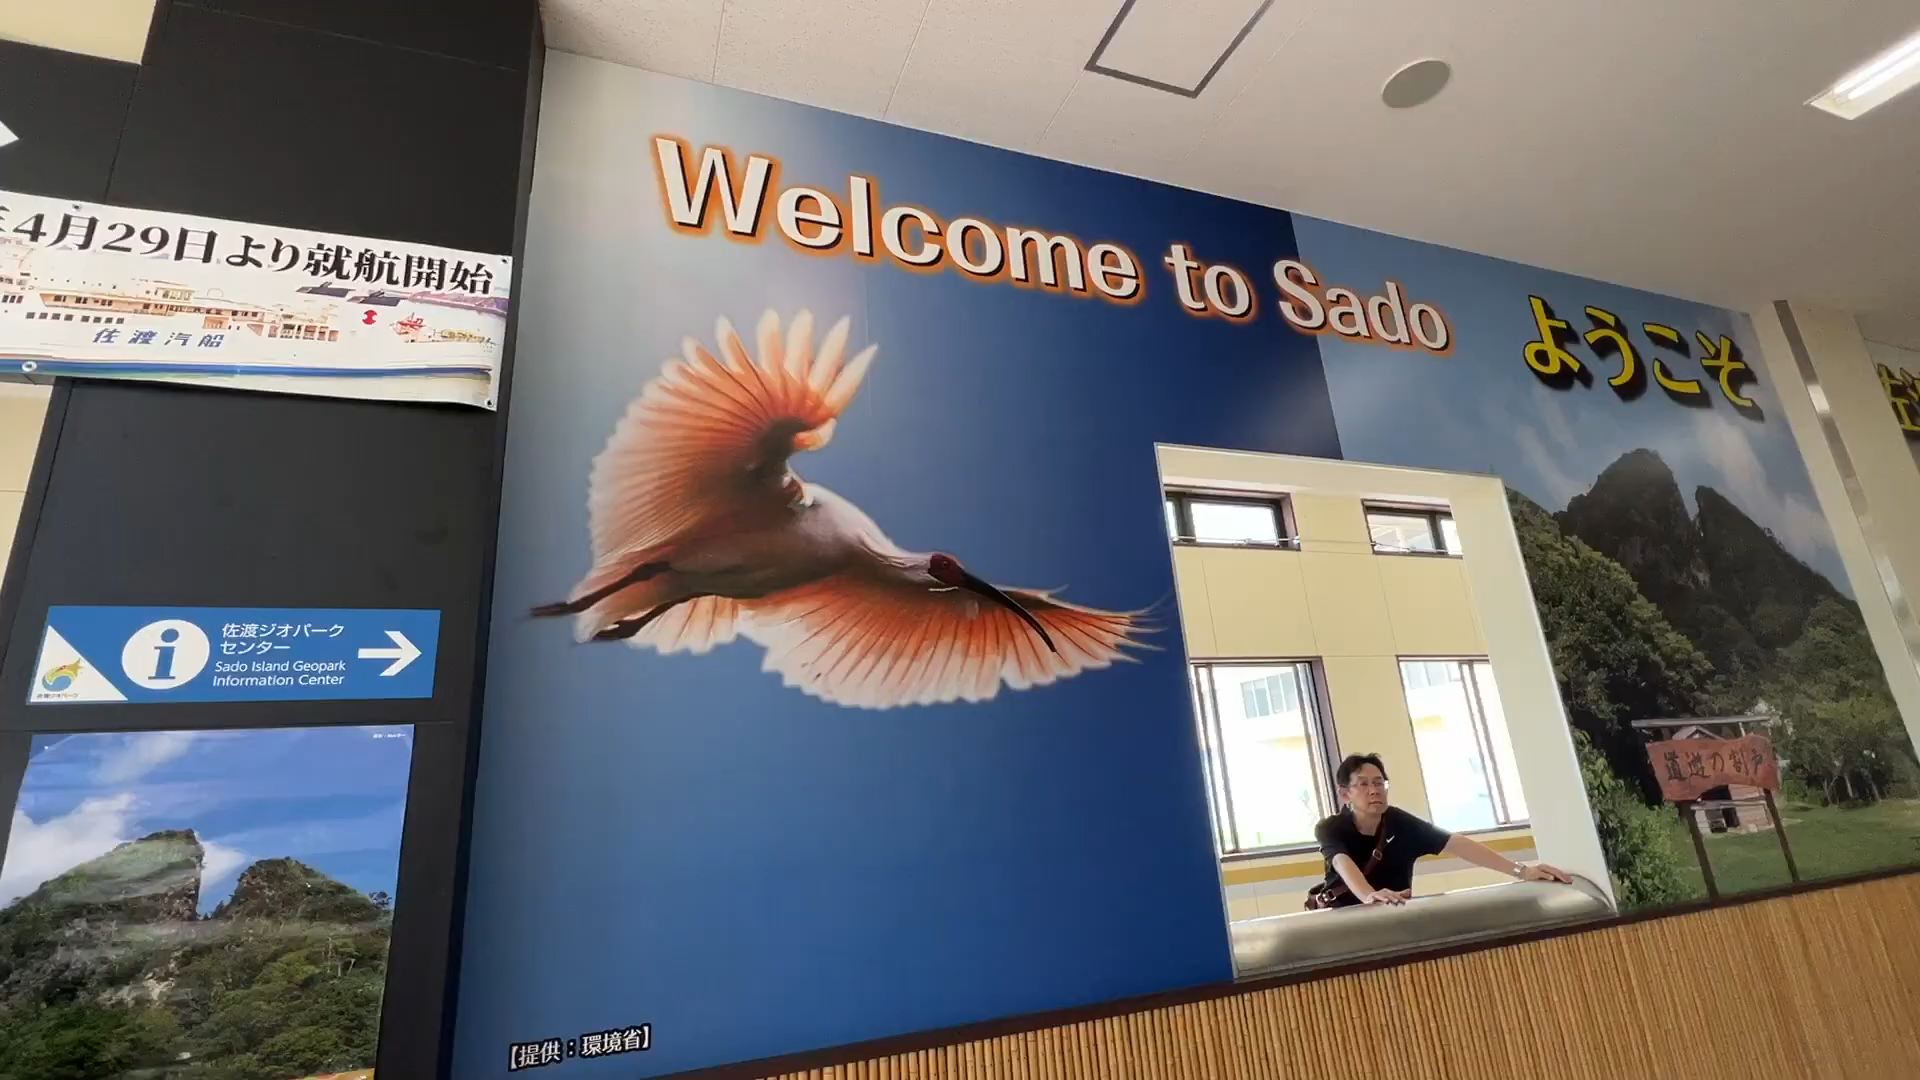 4月29日より就航開始
佐渡汽船
佐渡ジオパーク
センター
Sado Island Geopark
Information Center
Welcome to Sado
ようこそ
道遊の割戸
【提供：環境省】